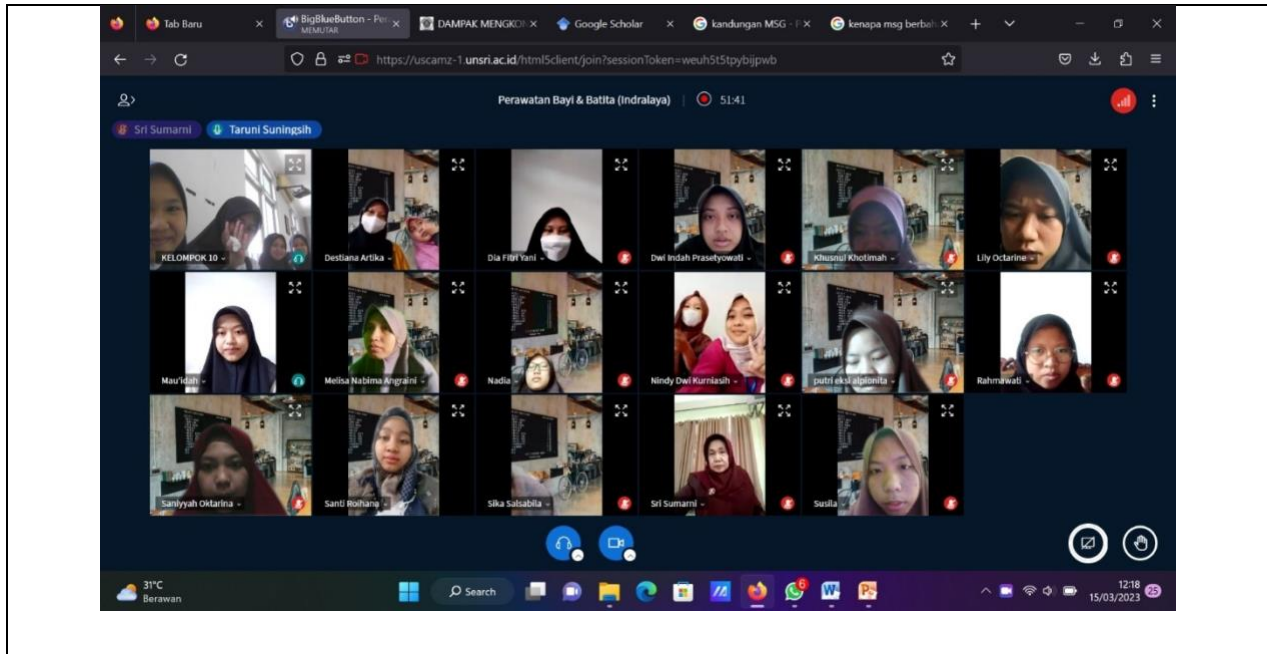 Tab Baru
BigBlueButton - Per
MEMUTAR
DAMPAK MENGKON
Google Scholar
kandungan MSG - P
kenapa msg berbah
https://uscamz-1.unsri.ac.id/html5client/join?sessionToken=weuh5t5tpybijpwb
Perawatan Bayi & Batita (Indralaya)
51:41
Sri Sumarni
Taruni Suningsih
KELOMPOK 10
Destiana Artika
Dia Fitri Yani
Dwi Indah Prasetyowati
Khusnul Khotimah
Lily Octarine
Mau'idah
Melisa Nabima Angraini
Nadia
Nindy Dwi Kurniasih
putri eksi alpionita
Rahmawati
Saniyyah Oktarina
Santi Roihana
Sika Salsabila
Sri Sumarni
Susila
31°C
Berawan
Search
6
12:18
15/03/2023
25